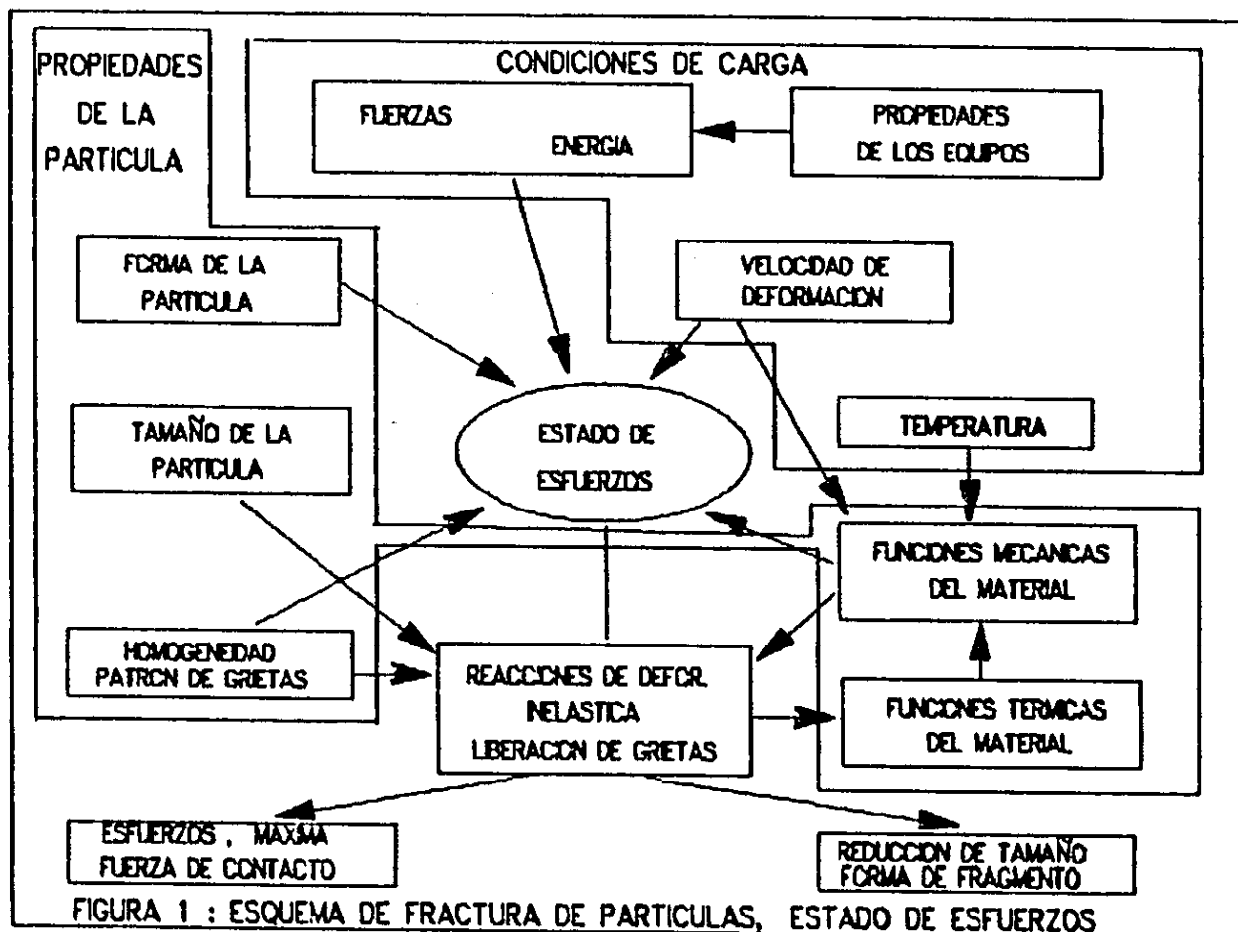 PROPIEDADES
DE LA
PARTICULA
CONDICIONES DE CARGA
FUERZAS
ENERGIA
PROPIEDADES
DE LOS EQUIPOS
FORMA DE LA
PARTICULA
VELOCIDAD DE
DEFORMACION
TAMAÑO DE LA
PARTICULA
ESTADO DE
ESFUERZOS
TEMPERATURA
FUNCIONES MECANICAS
DEL MATERIAL
HOMOGENEIDAD
PATRON DE GRIETAS
REACCIONES DE DEFOR.
INELASTICA
LIBERACION DE GRIETAS
FUNCIONES TERMICAS
DEL MATERIAL
ESFUERZOS , MAXIMA
FUERZA DE CONTACTO
REDUCCION DE TAMAÑO
FORMA DE FRAGMENTO
FIGURA 1 : ESQUEMA DE FRACTURA DE PARTICULAS, ESTADO DE ESFUERZOS